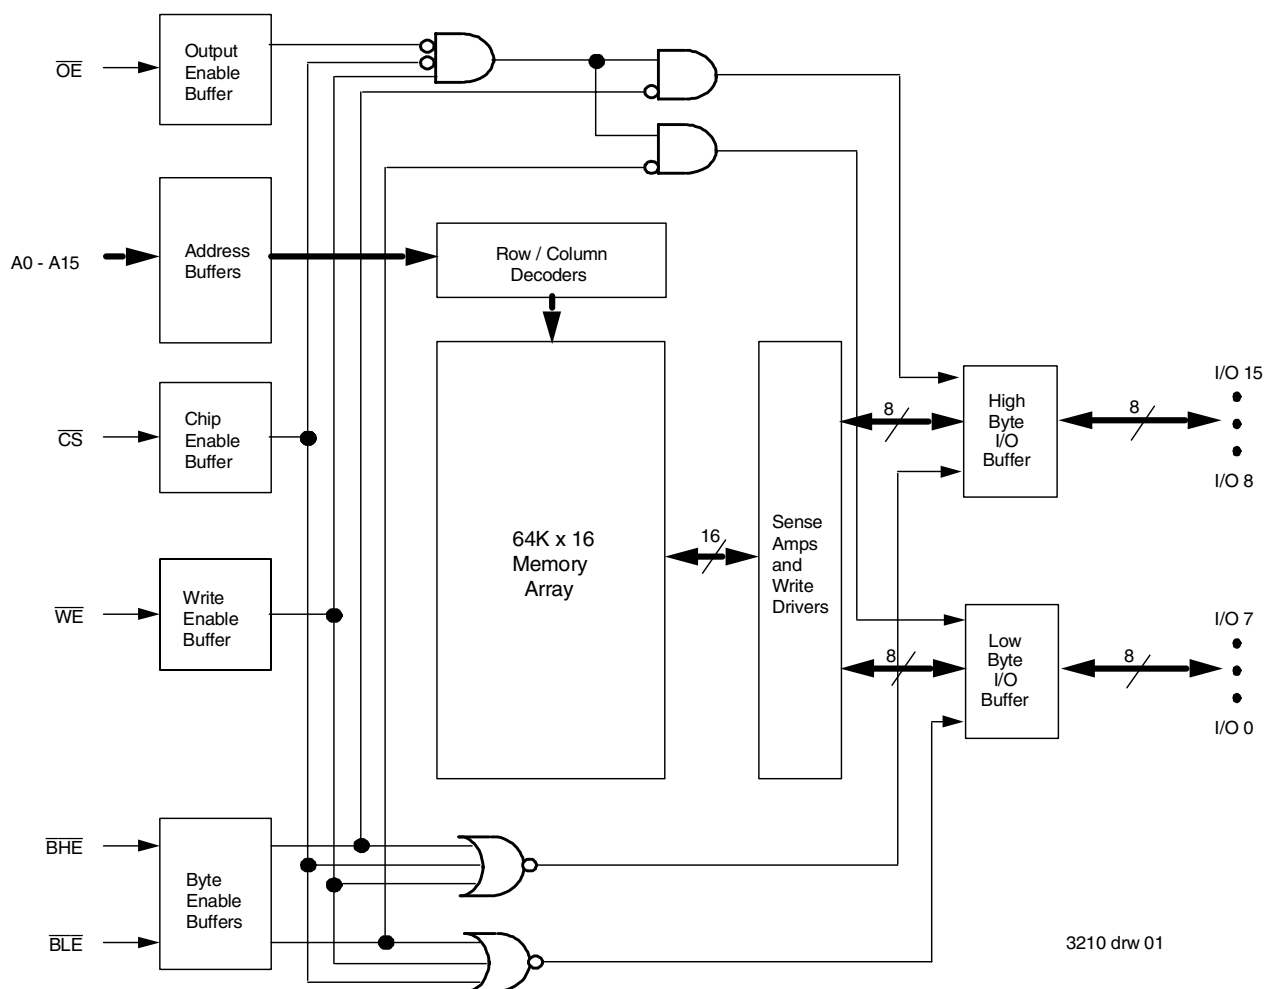 OE
Output
Enable
Buffer
A0 - A15
Address
Buffers
Row / Column
Decoders
CS
Chip
Enable
Buffer
WE
Write
Enable
Buffer
64K x 16
Memory
Array
16
Sense
Amps
and
Write
Drivers
8
High
Byte
I/O
Buffer
8
I/O 15
I/O 8
8
Low
Byte
I/O
Buffer
8
I/O 7
I/O 0
BHE
BLE
Byte
Enable
Buffers
3210 drw 01